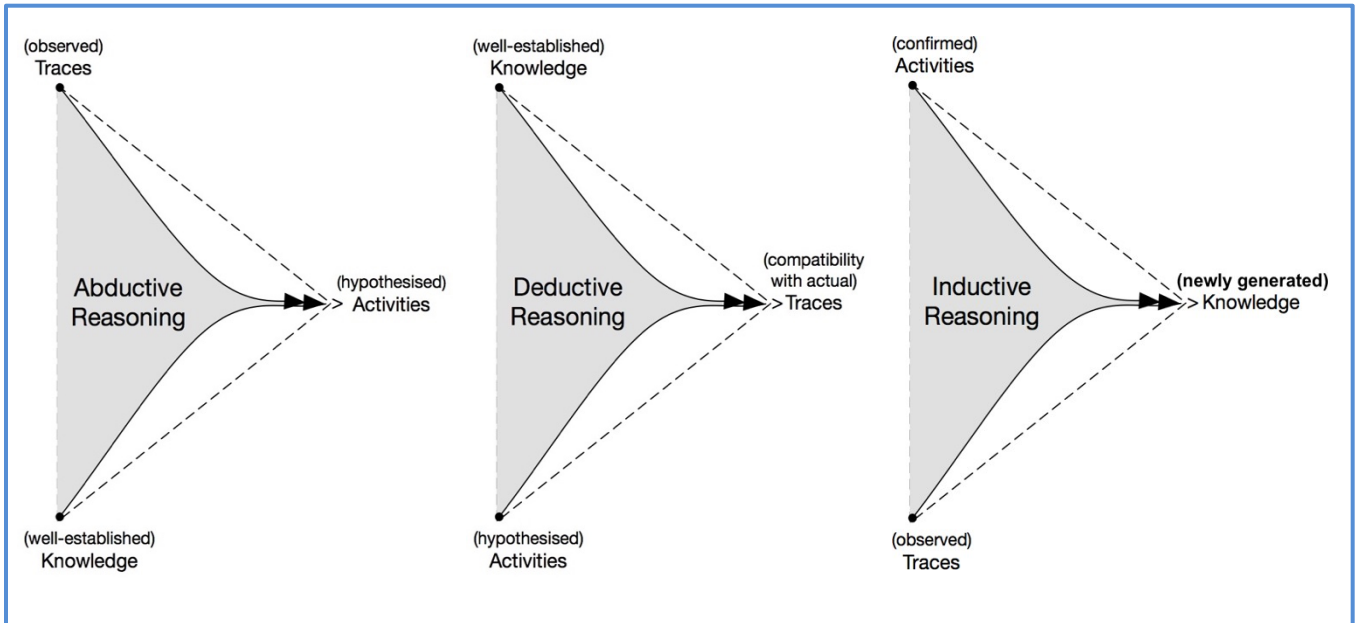 (observed)
Traces
Abductive
Reasoning
(hypothesised)
Activities
(well-established)
Knowledge
(well-established)
Knowledge
Deductive
Reasoning
(compatibility
with actual)
Traces
(hypothesised)
Activities
(confirmed)
Activities
Inductive
Reasoning
(newly generated)
Knowledge
(observed)
Traces